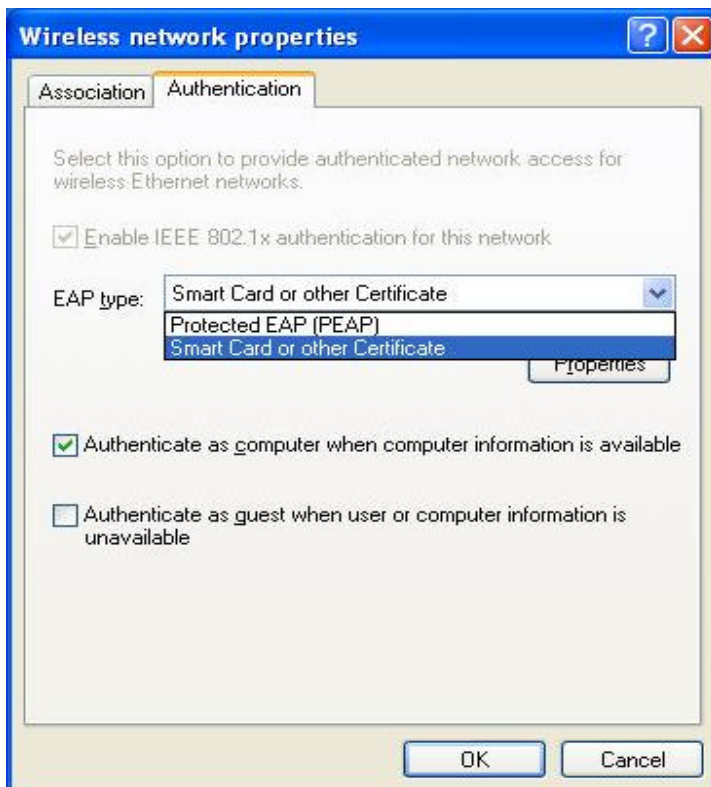 Wireless network properties
Association
Authentication
Select this option to provide authenticated network access for
wireless Ethernet networks.
Enable IEEE 802.1x authentication for this network
EAP type:
Smart Card or other Certificate
Protected EAP (PEAP)
Smart Card or other Certificate
Properties
Authenticate as computer when computer information is available
Authenticate as guest when user or computer information is
unavailable
OK
Cancel